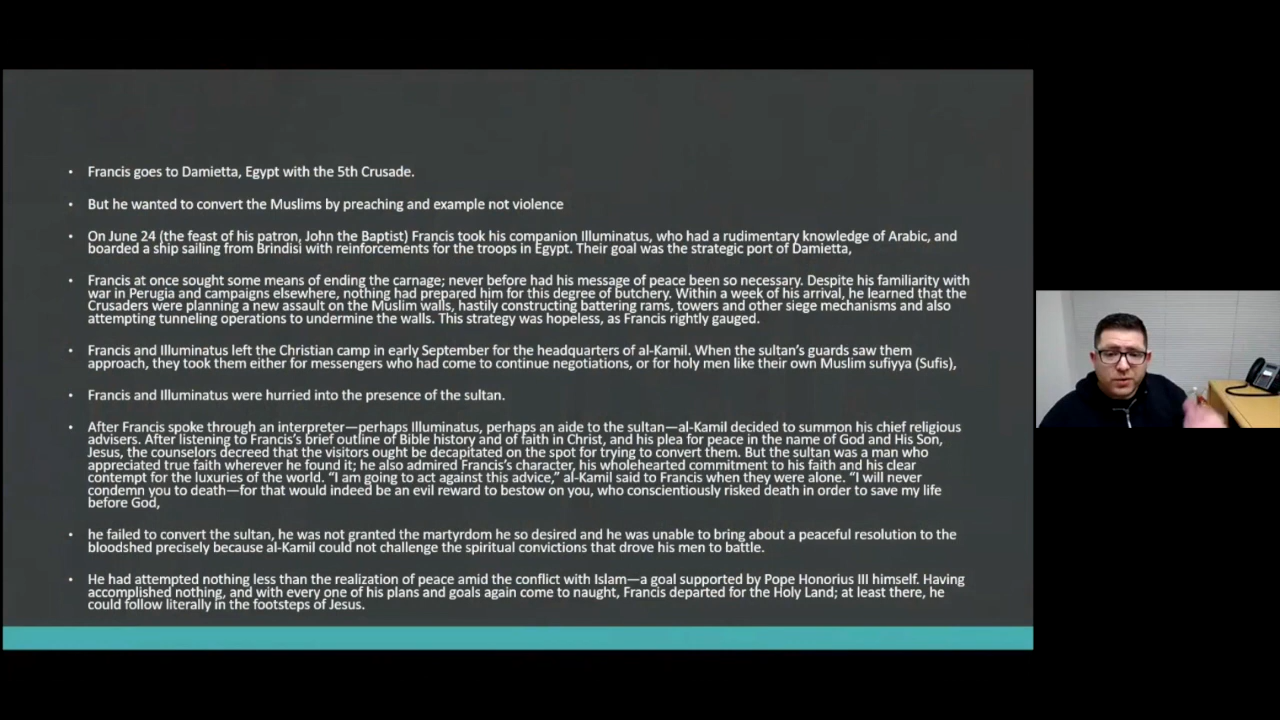 • Francis goes to Damietta, Egypt with the 5th Crusade.
• But he wanted to convert the Muslims by preaching and example not violence
• On June 24 (the feast of his patron, John the Baptist) Francis took his companion Illuminatus, who had a rudimentary knowledge of Arabic, and
boarded a ship sailing from Brindisi with reinforcements for the troops in Egypt. Their goal was the strategic port of Damietta,
• Francis at once sought some means of ending the carnage; never before had his message of peace been so necessary. Despite his familiarity with
war in Perugia and campaigns elsewhere, nothing had prepared him for this degree of butchery. Within a week of his arrival, he learned that the
Crusaders were planning a new assault on the Muslim walls, hastily constructing battering rams, towers and other siege mechanisms and also
attempting tunneling operations to undermine the walls. This strategy was hopeless, as Francis rightly gauged.
• Francis and Illuminatus left the Christian camp in early September for the headquarters of al-Kamil. When the sultan's guards saw them
approach, they took them either for messengers who had come to continue negotiations, or for holy men like their own Muslim sufiyya (Sufis),
• Francis and Illuminatus were hurried into the presence of the sultan.
• After Francis spoke through an interpreter—perhaps Illuminatus, perhaps an aide to the sultan—al-Kamil decided to summon his chief religious
advisers. After listening to Francis's brief outline of Bible history and of faith in Christ, and his plea for peace in the name of God and His Son,
Jesus, the counselors decreed that the visitors ought be decapitated on the spot for trying to convert them. But the sultan was a man who
appreciated true faith wherever he found it; he also admired Francis's character, his wholehearted commitment to his faith and his clear
contempt for the luxuries of the world. "I am going to act against this advice," al-Kamil said to Francis when they were alone. "I will never
condemn you to death—for that would indeed be an evil reward to bestow on you, who conscientiously risked death in order to save my life
before God,
• he failed to convert the sultan, he was not granted the martyrdom he so desired and he was unable to bring about a peaceful resolution to the
bloodshed precisely because al-Kamil could not challenge the spiritual convictions that drove his men to battle.
• He had attempted nothing less than the realization of peace amid the conflict with Islam—a goal supported by Pope Honorius III himself. Having
accomplished nothing, and with every one of his plans and goals again come to naught, Francis departed for the Holy Land; at least there, he
could follow literally in the footsteps of Jesus.